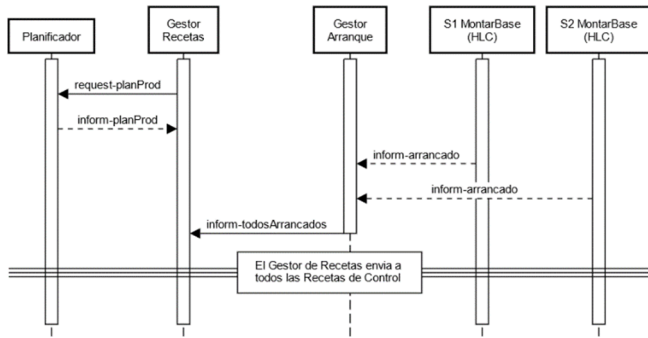 Planificador
Gestor
Recetas
Gestor
Arranque
S1 MontarBase
(HLC)
S2 MontarBase
(HLC)
request-planProd
inform-planProd
inform-arrancado
inform-arrancado
inform-todosArrancados
El Gestor de Recetas envia a
todos las Recetas de Control